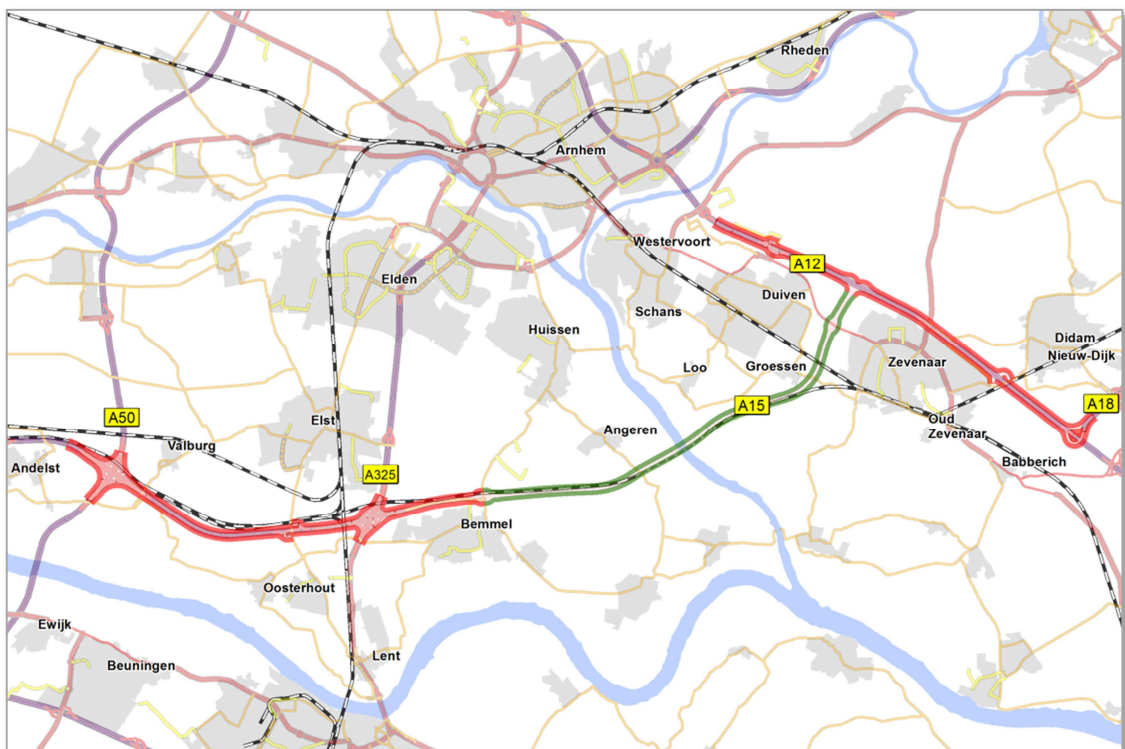 Rheden
Arnhem
Westervoort
A12
Elden
Duiven
Schans
Huissen
Didam
Nieuw-Dijk
Zevenaar
Loo
Groessen
A15
A18
A50
Elst
Oud
Zevenaar
Angeren
Valburg
Andelst
A325
Babberich
Bemmel
Oosterhout
Ewijk
Lent
Beuningen